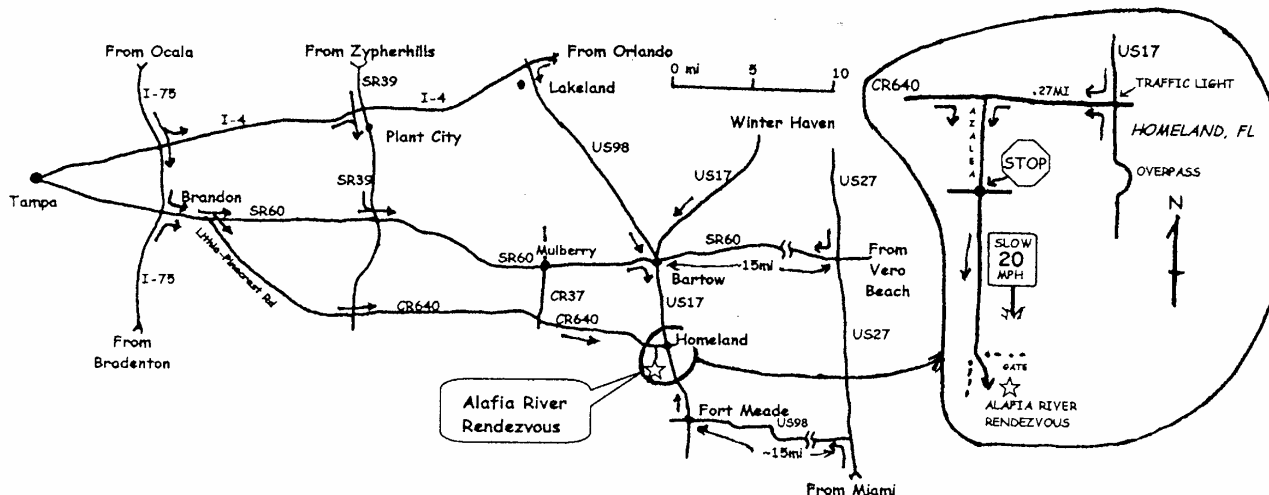 From Ocala
From Zypherhills
From Orlando
0 mi
5
10
US17
SR39
TRAFFIC LIGHT
I-75
I-4
Lakeland
CR640
.27MI
I-4
Plant City
Winter Haven
AZALEA
HOMELAND, FL
US98
STOP
US17
US27
OVERPASS
Tampa
Brandon
SR39
SR60
N
SR60
Mulberry
SR60
From
Vero
Beach
SLOW
20
MPH
~15mi
Bartow
I-75
Lithia-Pinecrest Rd
CR37
US17
CR640
CR640
Homeland
US27
From
Bradenton
GATE
Alafia River
Rendezvous
Fort Meade
US98
ALAFIA RIVER
RENDEZVOUS
~15mi
From Miami